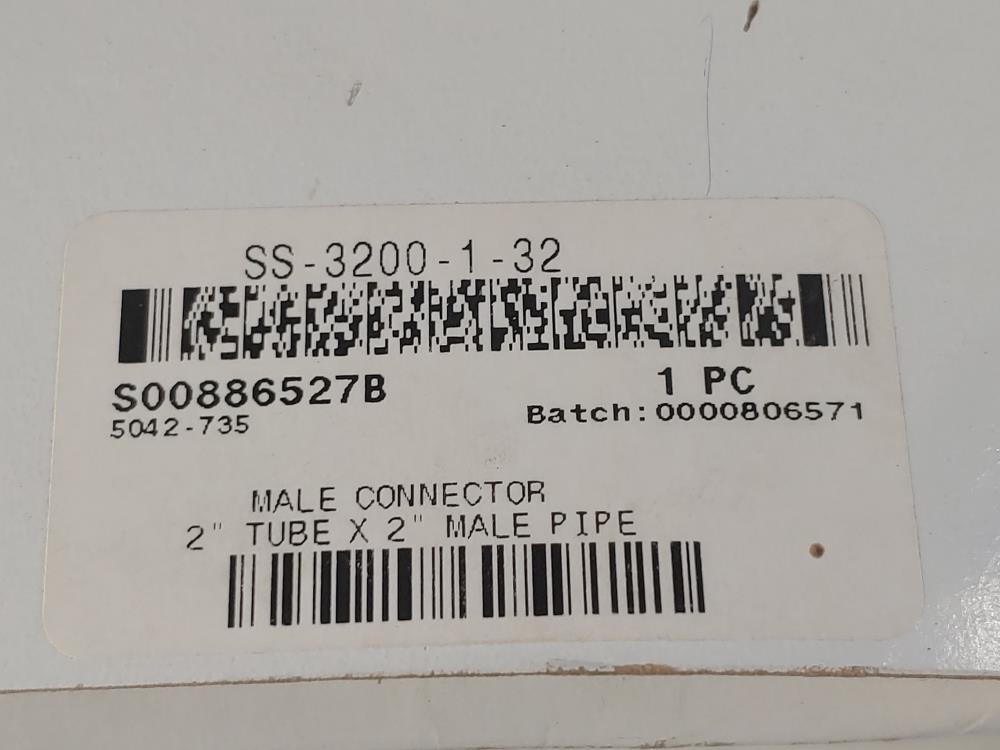 SS-3200-1-32
S00886527B
1 PC
5042-735
Batch:0000806571
MALE CONNECTOR
2" TUBE X 2" MALE PIPE